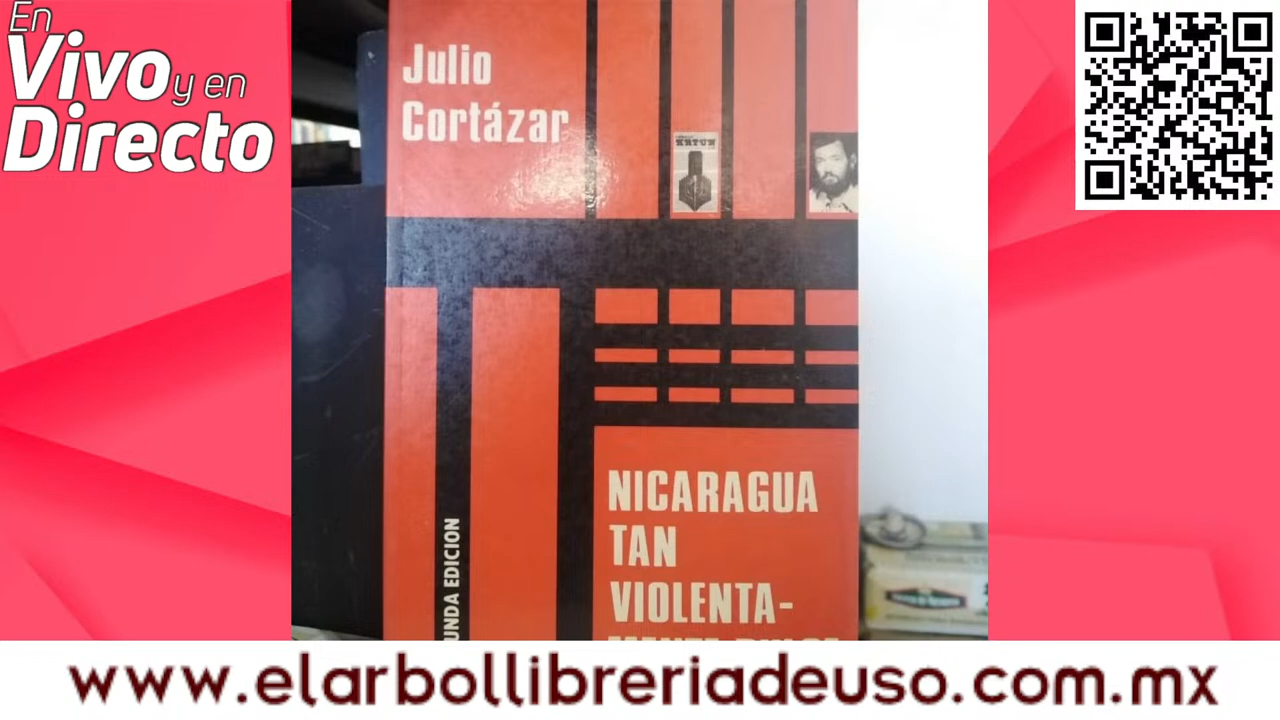 En
Vivo y en
Directo
Julio
Cortázar
NICARAGUA
TAN
VIOLENTA-
UNDA EDICION
www.elarbollibreriadeuso.com.mx